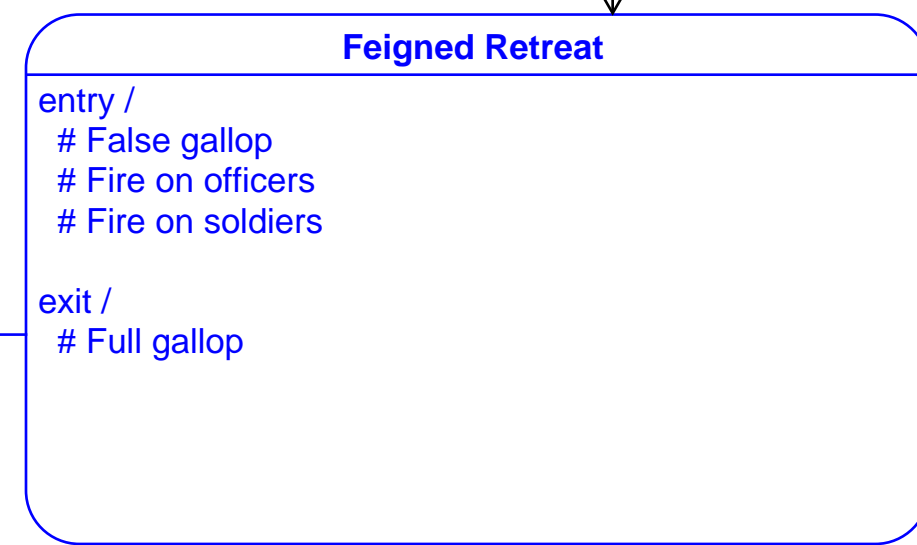 Feigned Retreat
entry /
# False gallop
# Fire on officers
# Fire on soldiers
exit /
# Full gallop